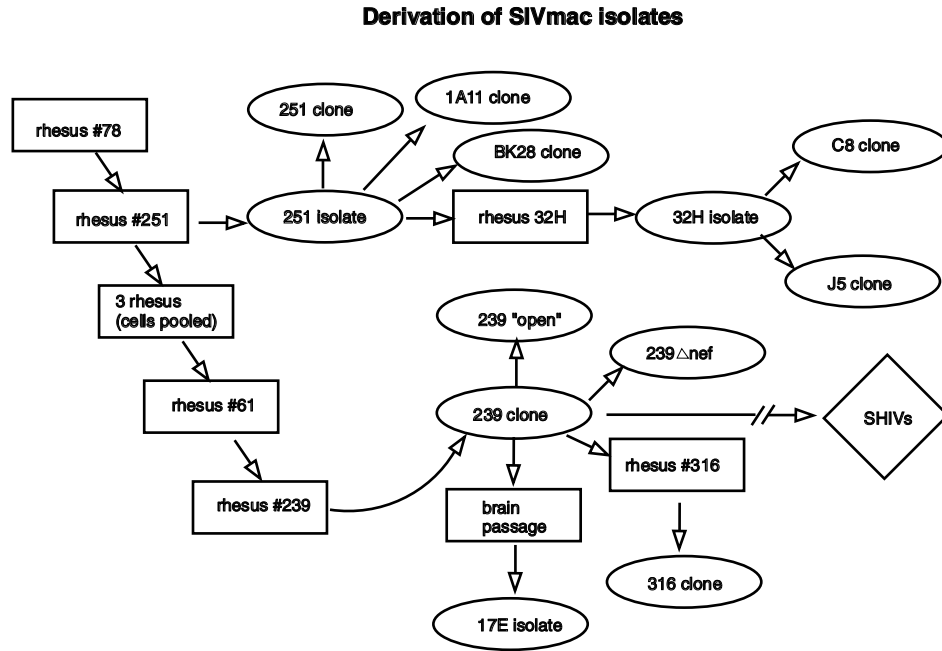 Derivation of SIVmac isolates
rhesus #78
251 clone
1A11 clone
BK28 clone
C8 clone
rhesus #251
251 isolate
rhesus 32H
32H isolate
J5 clone
3 rhesus
(cells pooled)
239 "open"
239 △nef
rhesus #61
239 clone
SHIVs
rhesus #316
rhesus #239
brain
passage
316 clone
17E isolate